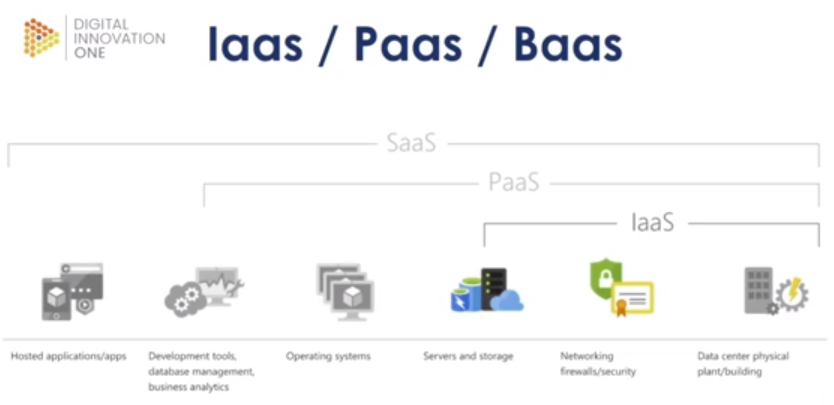 DIGITAL
INNOVATION
ONE
Iaas / Paas / Baas
SaaS
PaaS
IaaS
Hosted applications/apps
Development tools,
database management,
business analytics
Operating systems
Servers and storage
Networking
firewalls/security
Data center physical
plant/building